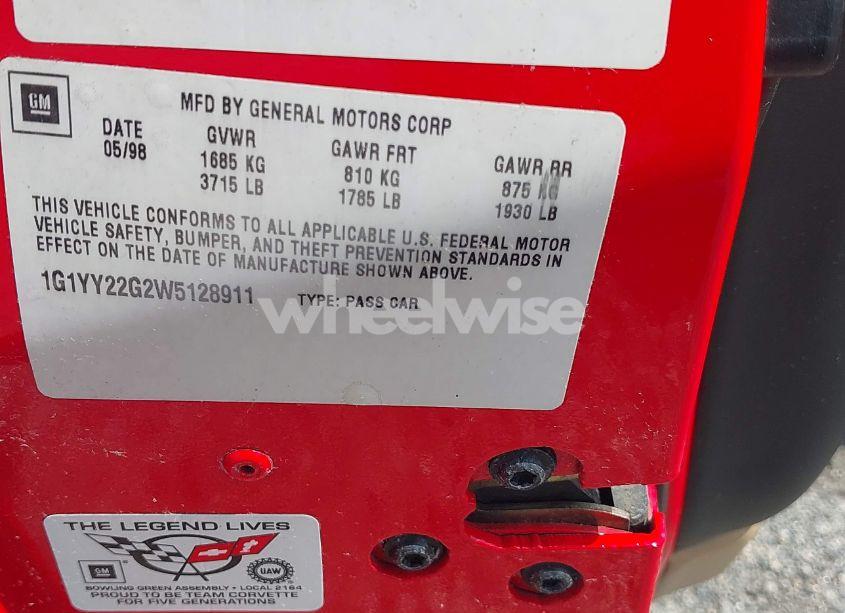 GM
MFD BY GENERAL MOTORS CORP
DATE GVWR GAWR FRT GAWR RR
05/98 1685 KG 810 KG 875 KG
3715 LB 1785 LB 1930 LB
THIS VEHICLE CONFORMS TO ALL APPLICABLE U.S. FEDERAL MOTOR
VEHICLE SAFETY, BUMPER, AND THEFT PREVENTION STANDARDS IN
EFFECT ON THE DATE OF MANUFACTURE SHOWN ABOVE.
1G1YY22G2W5128911 TYPE: PASS CAR
wheelwise
THE LEGEND LIVES
GM UAW
BOWLING GREEN ASSEMBLY • LOCAL 2164
PROUD TO BE TEAM CORVETTE
FOR FIVE GENERATIONS